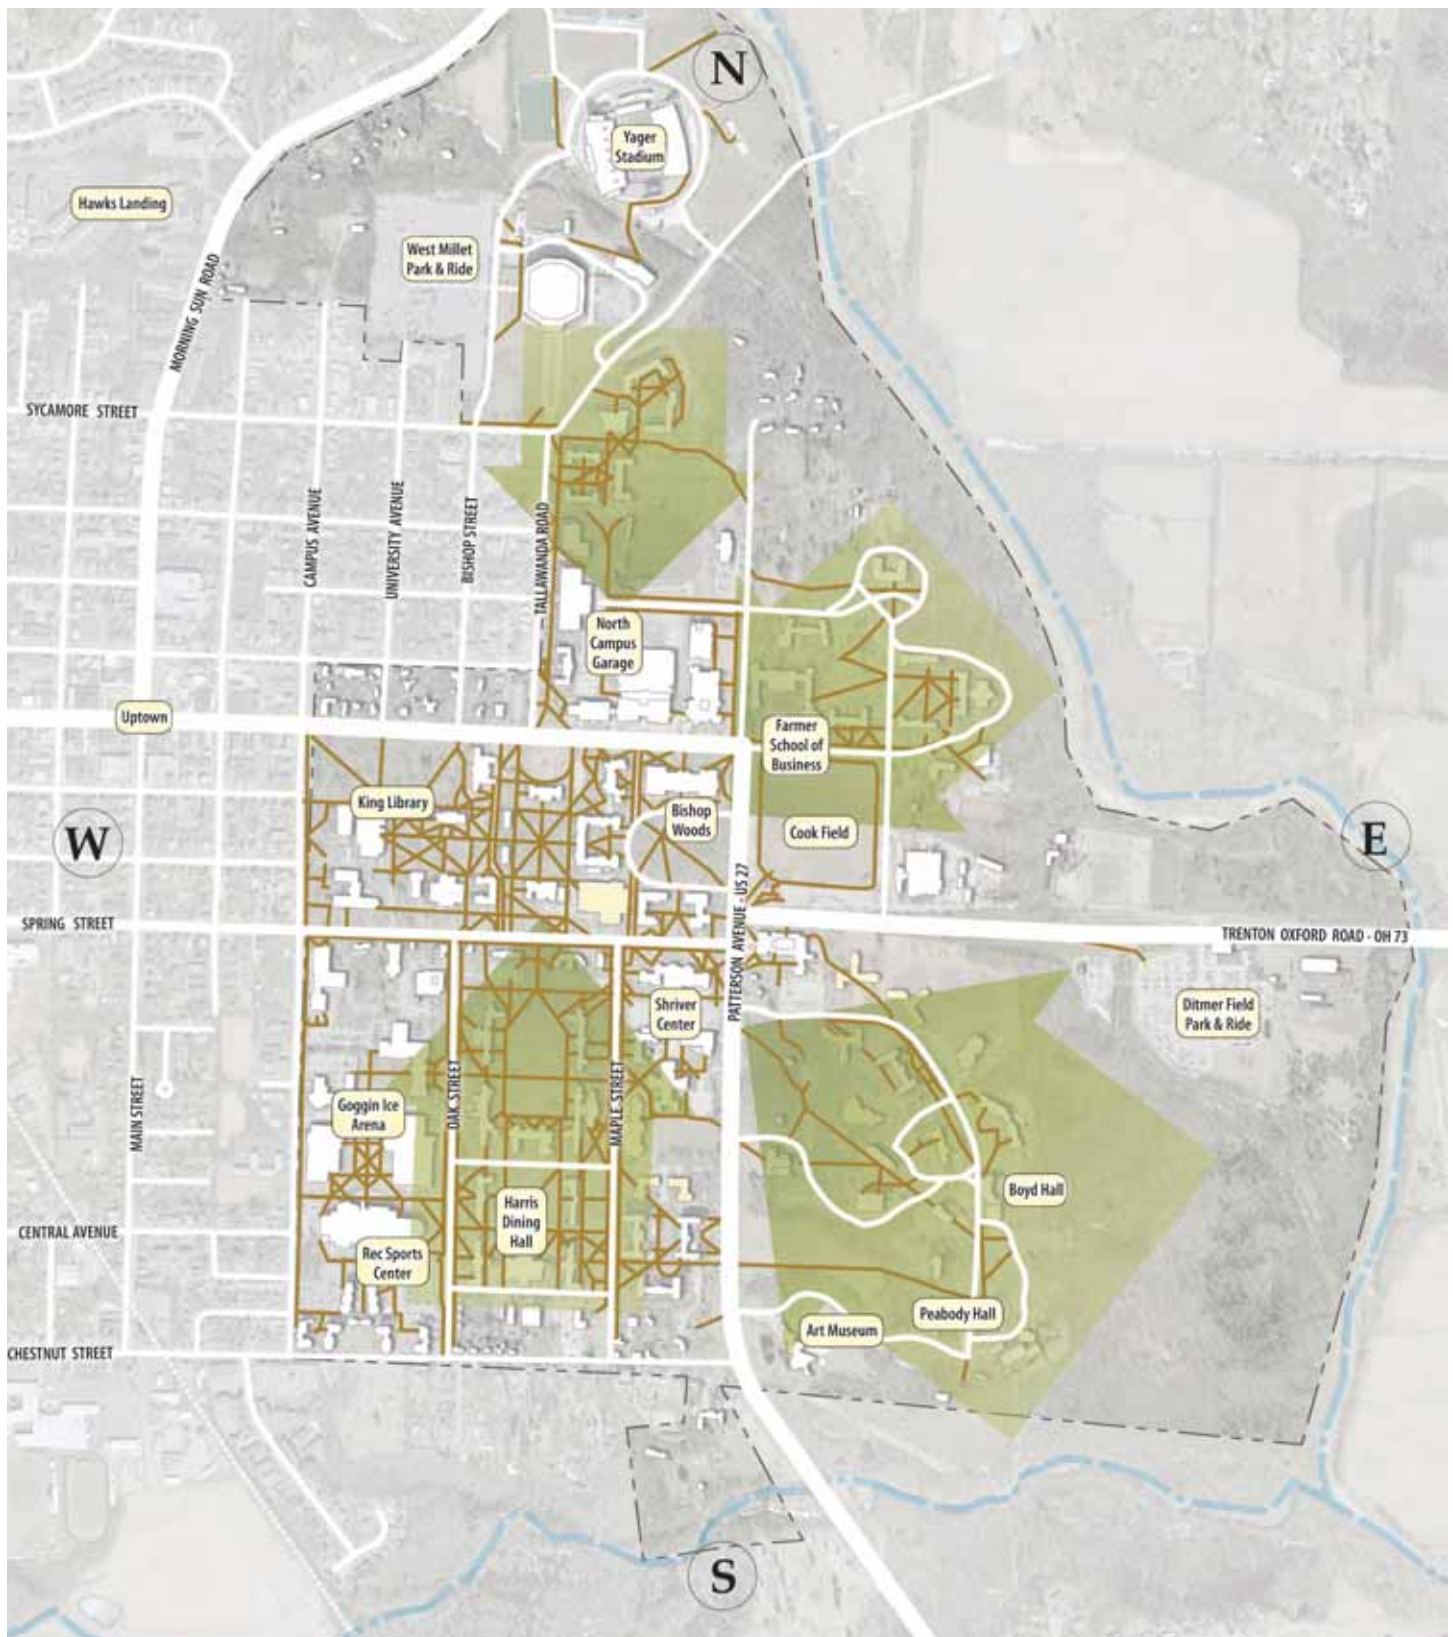 N
Yager
Stadium
Hawks Landing
West Millet
Park & Ride
MORNING SUN ROAD
SYCAMORE STREET
CAMPUS AVENUE
UNIVERSITY AVENUE
BISHOP STREET
TALLAWANDA ROAD
North
Campus
Garage
Uptown
Farmer
School of
Business
King Library
Bishop
Woods
Cook Field
W
E
PATTERSON AVENUE - US 27
SPRING STREET
TRENTON OXFORD ROAD - OH 73
Shriver
Center
Ditmer Field
Park & Ride
MAIN STREET
Goggin Ice
Arena
OAK STREET
MAPLE STREET
Boyd Hall
Harris
Dining
Hall
CENTRAL AVENUE
Rec Sports
Center
Peabody Hall
Art Museum
CHESTNUT STREET
S